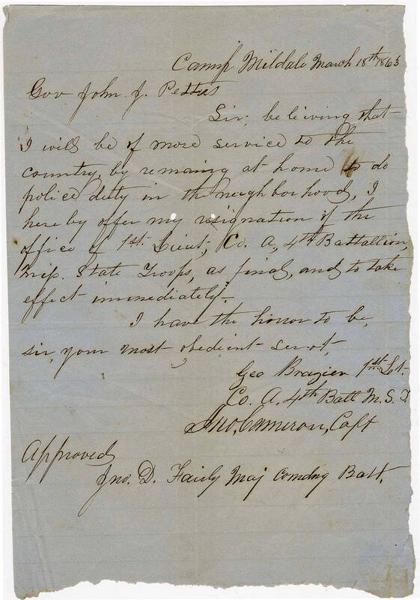 Camp Mildale March 18th 1863
Gov John J. Pettus
Sir, beliving that
I will be of more service to the
country, by remaning at home to do
police duty in the neighborhood, I
here by offer my resignation of the
office of 1st. Lieut, Co. A, 4th Battallion
Miss. State Troops, as final, and to take
effect immediately.
I have the honor to be,
sir, your most obedient servt,
Geo Brazier 1st Lt.
Co. A. 4th Batt M. S. T
Jno. Cameron, Capt
Approved
Jno. D. Fairly Maj comdng Batt.